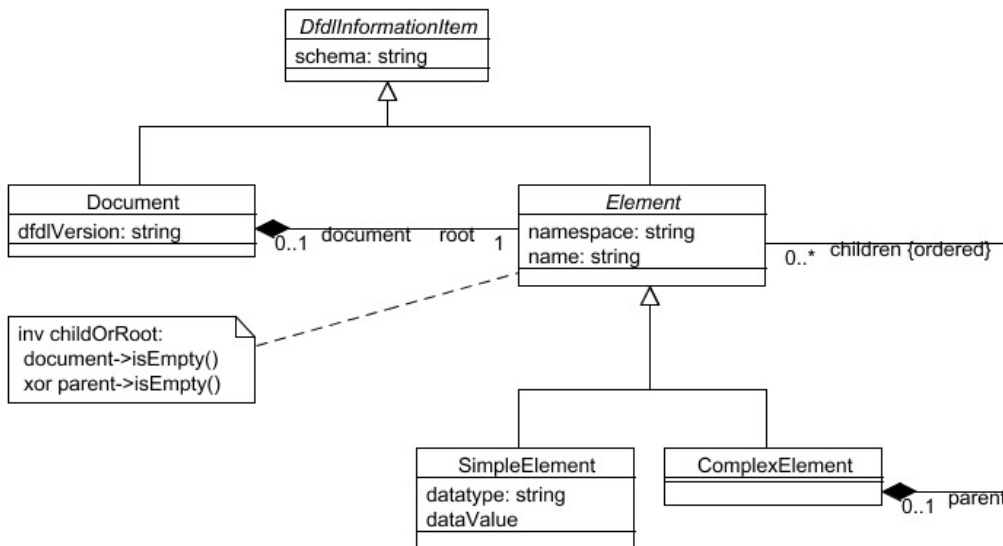 DfdlInformationItem
schema: string
Document
dfdlVersion: string
0..1 document root 1
Element
namespace: string
name: string
0..* children {ordered}
inv childOrRoot:
document->isEmpty()
xor parent->isEmpty()
SimpleElement
datatype: string
dataValue
ComplexElement
0..1 parent